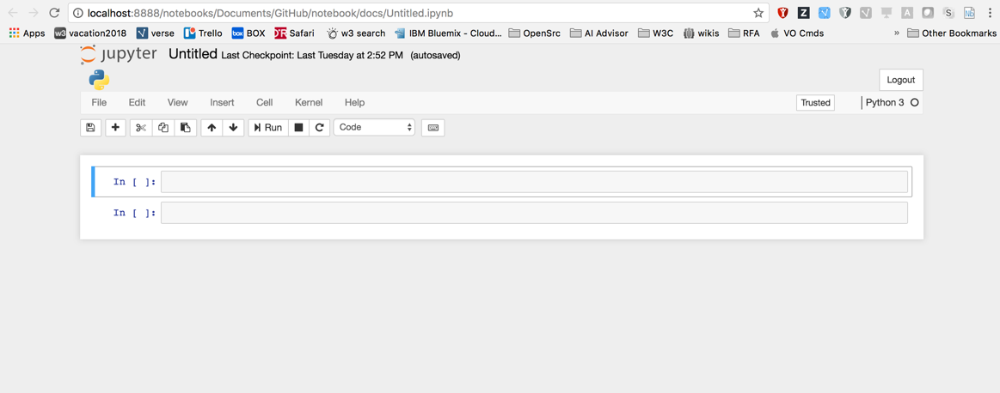 localhost:8888/notebooks/Documents/GitHub/notebook/docs/Untitled.ipynb
Apps w3 vacation2018 verse Trello box BOX Safari w3 search IBM Bluemix - Cloud... OpenSrc AI Advisor W3C wikis RFA VO Cmds » Other Bookmarks
jupyter Untitled Last Checkpoint: Last Tuesday at 2:52 PM (autosaved)
Logout
File Edit View Insert Cell Kernel Help Trusted Python 3
Run Code
In [ ]:
In [ ]: